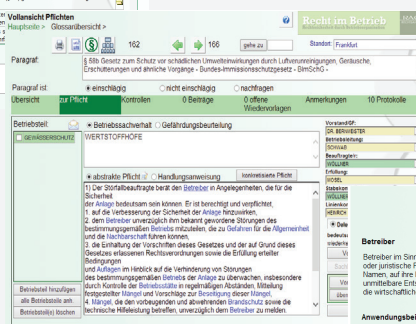 Vollansicht Pflichten
Hauptseite > Glossarübersicht >
Recht im Betrieb
162
166
gehe zu
Standort: Frankfurt
Paragraf:
§ 58b Gesetz zum Schutz vor schädlichen Umwelteinwirkungen durch Luftverunreinigungen, Geräusche,
Erschütterungen und ähnliche Vorgänge - Bundes-Immissionsschutzgesetz - BImSchG -
Paragraf ist
einschlägig
nicht einschlägig
nachfragen
Übersicht
zur Pflicht
Kontrollen
0 Beiträge
0 offene
Wiedervorlagen
Anmerkungen
10 Protokolle
Betriebsteil:
Betriebssachverhalt
Gefährdungsbeurteilung
GEWÄSSERSCHUTZ
WERTSTOFFHÖFE
abstrakte Pflicht
Handlungsanweisung
konkretisierte Pflicht
1) Der Störfallbeauftragte berät den Betreiber in Angelegenheiten, die für die
Sicherheit
der Anlage bedeutsam sein können. Er ist berechtigt und verpflichtet,
1. auf die Verbesserung der Sicherheit der Anlage hinzuwirken,
2. dem Betreiber unverzüglich ihm bekannt gewordene Störungen des
bestimmungsgemäßen Betriebs mitzuteilen, die zu Gefahren für die Allgemeinheit
und die Nachbarschaft führen können,
3. die Einhaltung der Vorschriften dieses Gesetzes und der auf Grund dieses
Gesetzes erlassenen Rechtsverordnungen sowie die Erfüllung erteilter
Bedingungen
und Auflagen im Hinblick auf die Verhinderung von Störungen
des bestimmungsgemäßen Betriebs der Anlage zu überwachen, insbesondere
durch Kontrolle der Betriebsstätte in regelmäßigen Abständen, Mitteilung
festgestellter Mängel und Vorschläge zur Beseitigung dieser Mängel,
4. Mängel, die den vorbeugenden und abwehrenden Brandschutz sowie die
technische Hilfeleistung betreffen, unverzüglich dem Betreiber zu melden.
Betriebsteil hinzufügen
alle Betriebsteile anh.
Betriebsteil(e) löschen
Vorstand/GF:
DR. BERWEISTER
Betriebsleitung:
SCHWAB
Beauftragte/n:
WÖLLNER
Erfüllung:
MOSEL
WÖLLNER
HEINRICH
Betreiber
Betreiber im Sinn
oder juristische P
Namen, auf ihre
unmittelbare Ents
die wirtschaftlich
Anwendungsbe